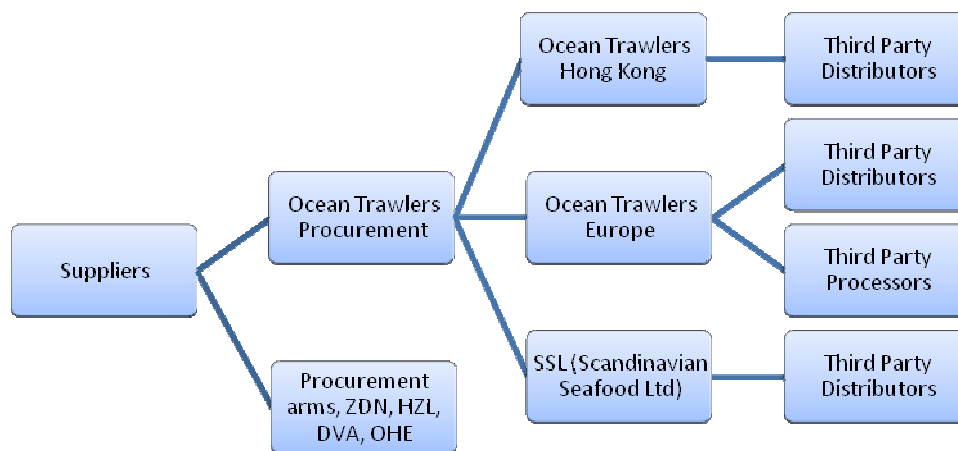 Suppliers
Ocean Trawlers
Procurement
Procurement
arms, ZDN, HZL,
DVA, OHE
Ocean Trawlers
Hong Kong
Ocean Trawlers
Europe
SSL(Scandinavian
Seafood Ltd)
Third Party
Distributors
Third Party
Distributors
Third Party
Processors
Third Party
Distributors